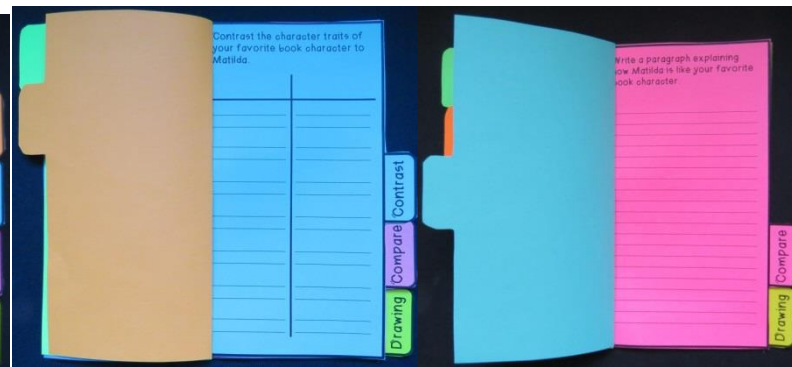 Contrast the character traits of
your favorite book character to
Matilda.
Contrast
Compare
Drawing
Write a paragraph explaining
how Matilda is like your favorite
book character.
Compare
Drawing